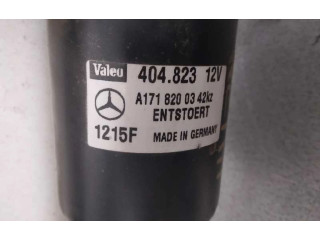 Valeo 404.823 12V
A171 820 03 42kz
ENTSTOERT
1215F MADE IN GERMANY